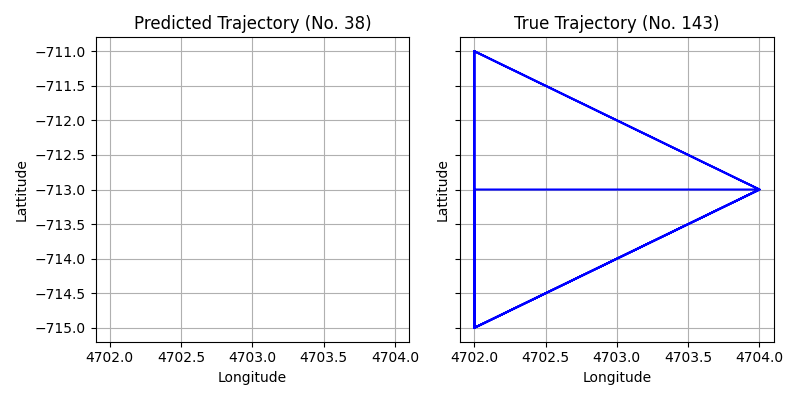 Predicted Trajectory (No. 38)
−711.0
−711.5
−712.0
−712.5
−713.0
−713.5
−714.0
−714.5
−715.0
Lattitude
4702.0 4702.5 4703.0 4703.5 4704.0
Longitude
True Trajectory (No. 143)
Lattitude
4702.0 4702.5 4703.0 4703.5 4704.0
Longitude